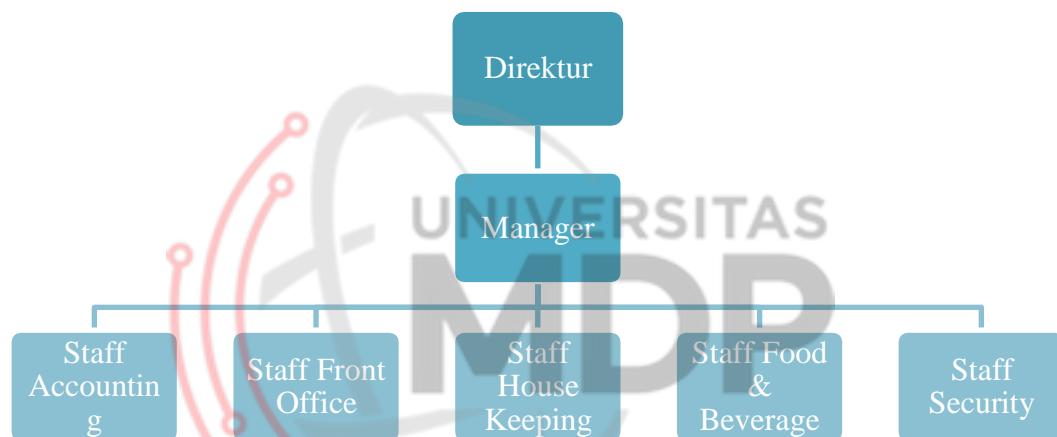 Direktur
Manager
UNIVERSITAS
MDP
Staff
Accountin
g
Staff Front
Office
Staff
House
Keeping
Staff Food
&
Beverage
Staff
Security